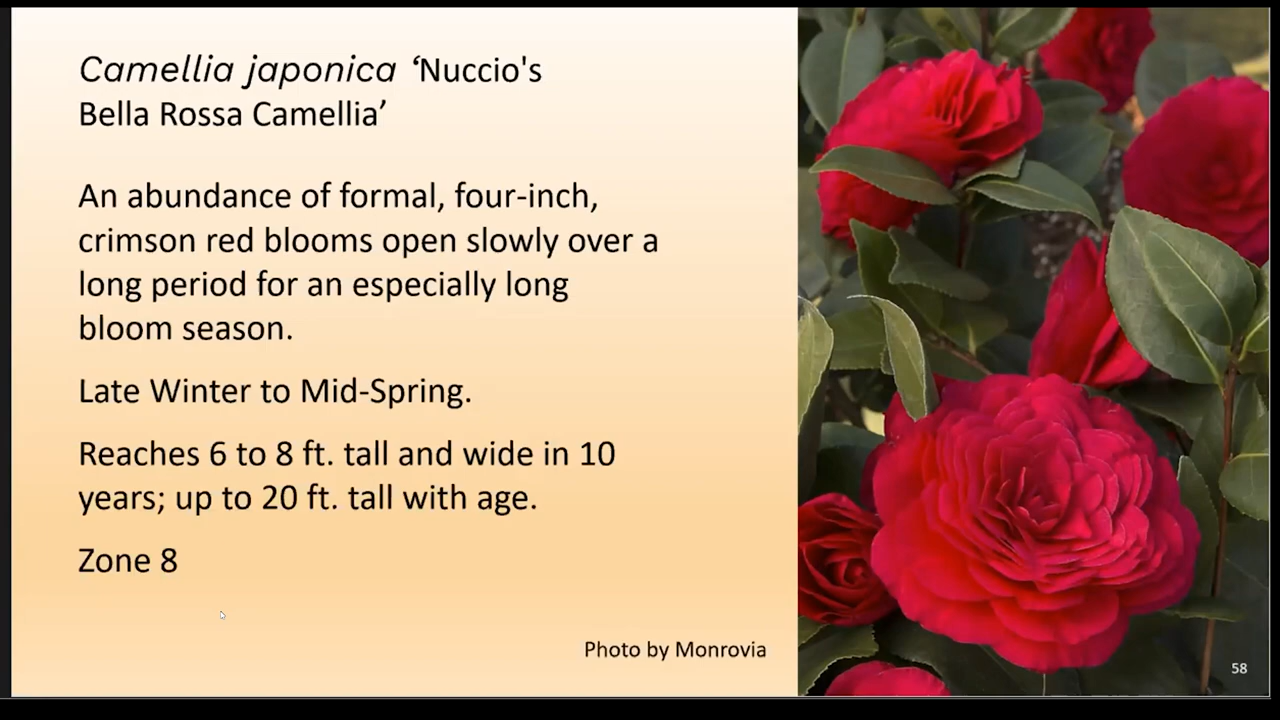 Camellia japonica ‘Nuccio's
Bella Rossa Camellia’
An abundance of formal, four-inch,
crimson red blooms open slowly over a
long period for an especially long
bloom season.
Late Winter to Mid-Spring.
Reaches 6 to 8 ft. tall and wide in 10
years; up to 20 ft. tall with age.
Zone 8
Photo by Monrovia
58